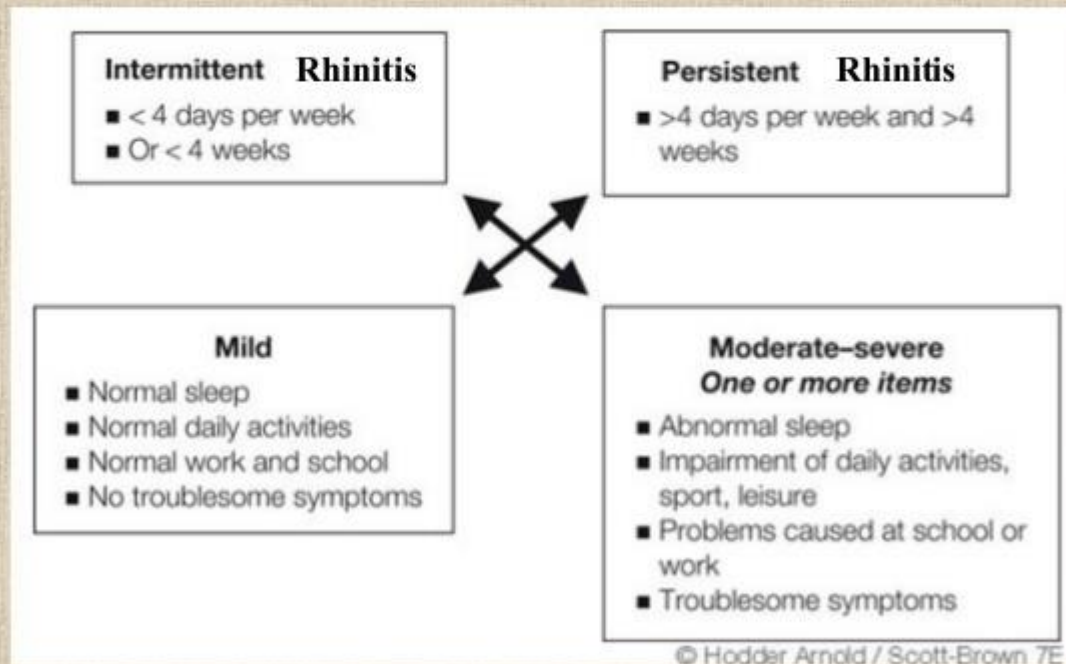 Intermittent Rhinitis
■ < 4 days per week
■ Or < 4 weeks
Persistent Rhinitis
■ >4 days per week and >4
weeks
Mild
■ Normal sleep
■ Normal daily activities
■ Normal work and school
■ No troublesome symptoms
Moderate–severe
One or more items
■ Abnormal sleep
■ Impairment of daily activities,
sport, leisure
■ Problems caused at school or
work
■ Troublesome symptoms
© Hodder Arnold / Scott-Brown 7E